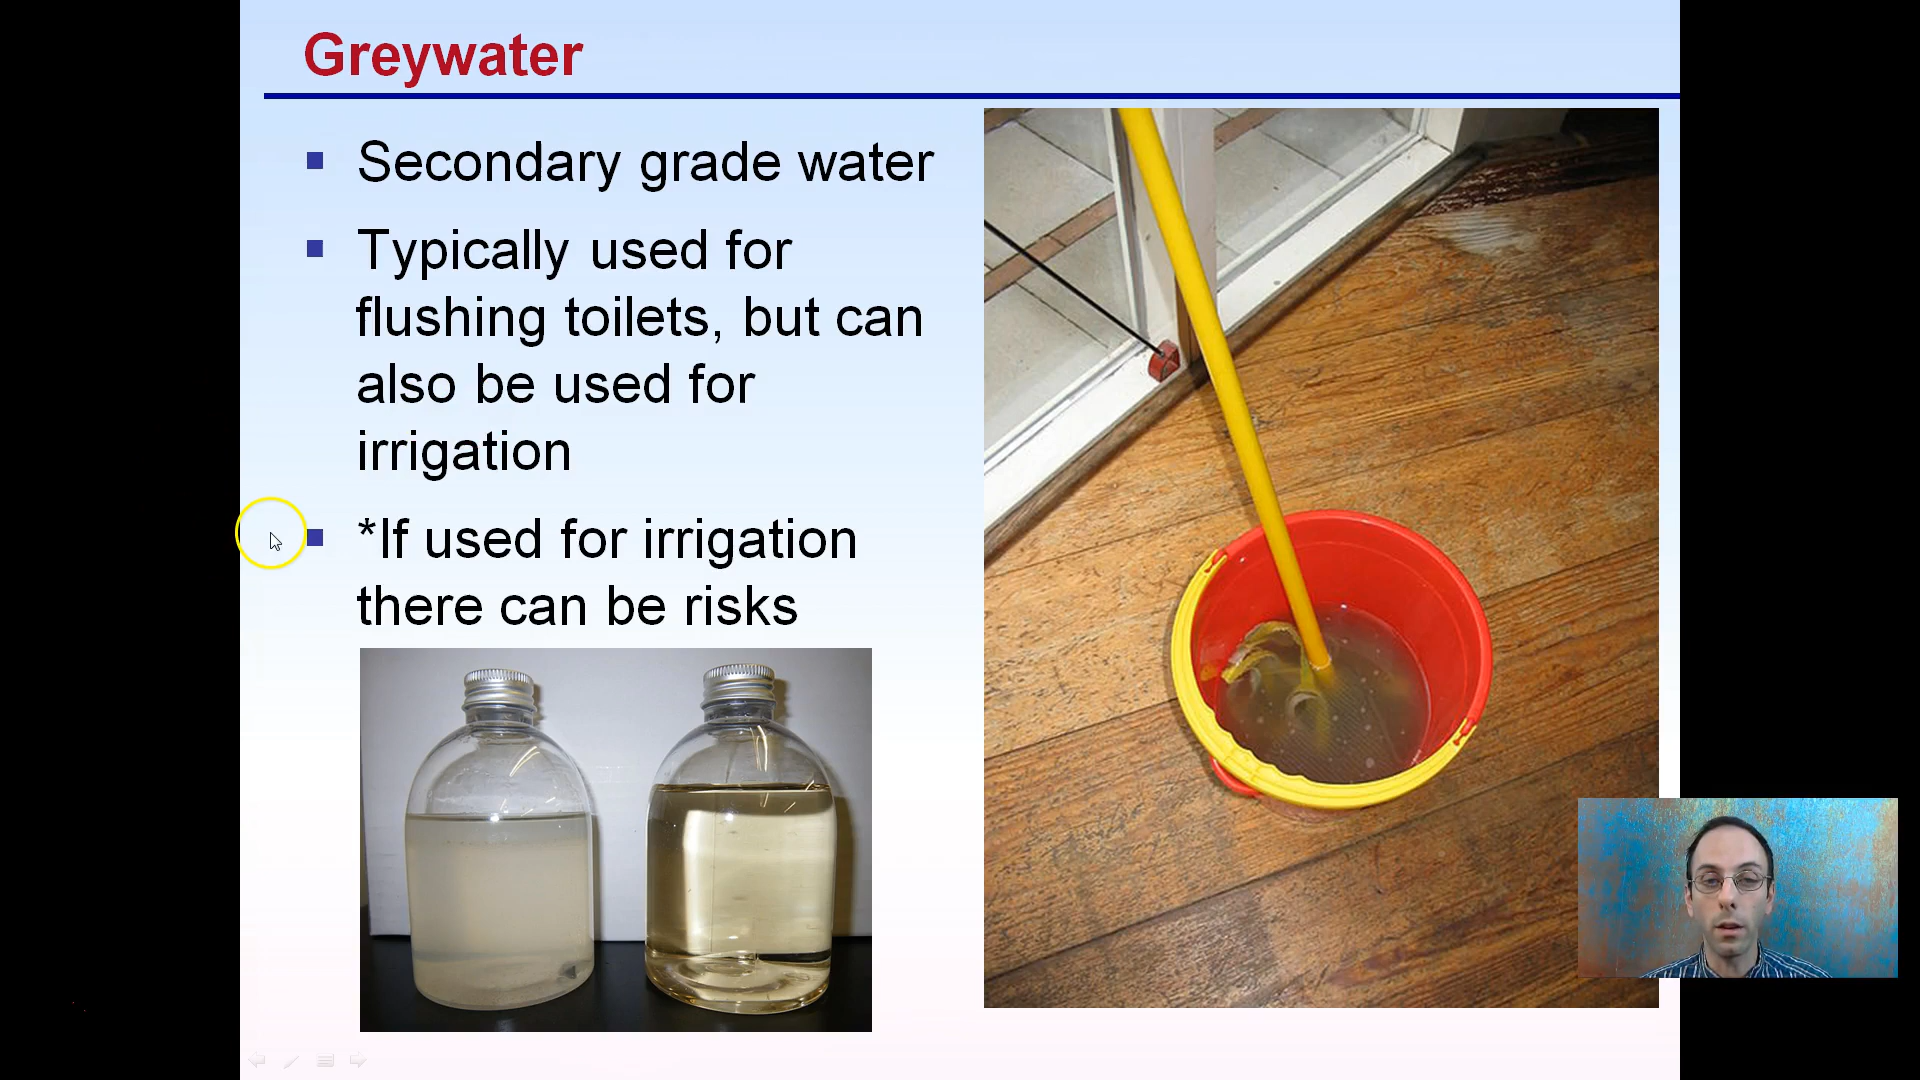 Greywater
Secondary grade water
Typically used for
flushing toilets, but can
also be used for
irrigation
*If used for irrigation
there can be risks